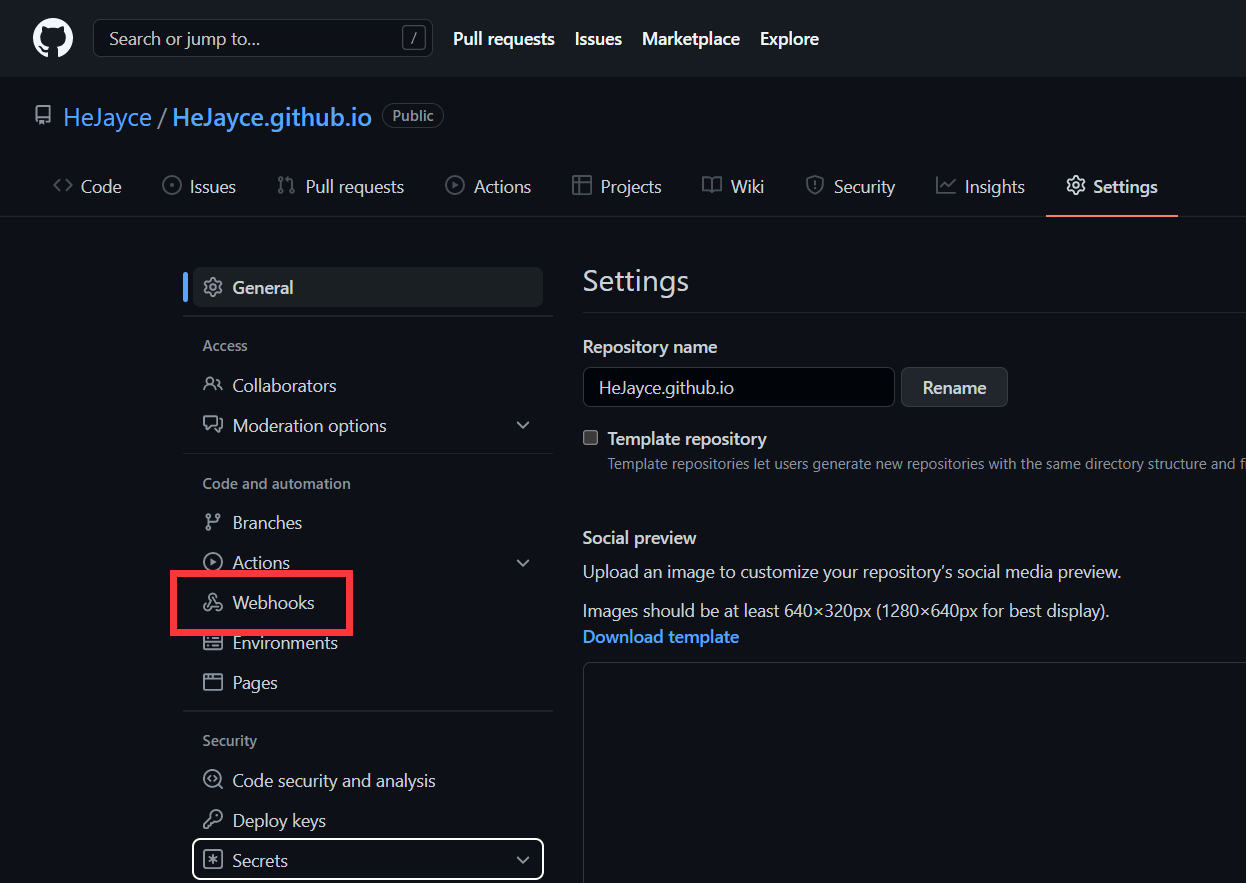 Search or jump to... /
Pull requests Issues Marketplace Explore
HeJayce / HeJayce.github.io Public
Code Issues Pull requests Actions Projects Wiki Security Insights Settings
General
Access
Collaborators
Moderation options
Code and automation
Branches
Actions
Webhooks
Environments
Pages
Security
Code security and analysis
Deploy keys
Secrets
Settings
Repository name
HeJayce.github.io Rename
Template repository
Template repositories let users generate new repositories with the same directory structure and
Social preview
Upload an image to customize your repository’s social media preview.
Images should be at least 640×320px (1280×640px for best display).
Download template